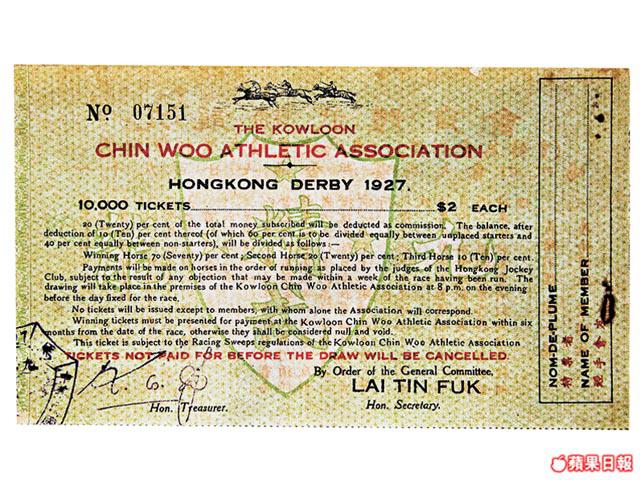 No 07151
THE KOWLOON
CHIN WOO ATHLETIC ASSOCIATION
HONGKONG DERBY 1927.
10,000 TICKETS $2 EACH
20 (Twenty) per cent of the total money subscribed will be deducted as commission. The balance, after
deduction of 10 (Ten) per cent thereof (of which 60 per cent is to be divided equally between unplaced starters and
40 per cent equally between non-starters), will be divided as follows:—
Winning Horse 70 (Seventy) per cent; Second Horse 20 (Twenty) per cent; Third Horse 10 (Ten) per cent.
Payments will be made on horses in the order of running as placed by the judges of the Hongkong Jockey
Club, subject to the rules that may be made within a week of the race having been run. The
drawing will take place in the premises of the Kowloon Chin Woo Athletic Association at 8 p.m. on the evening
before the day fixed for the race.
No tickets will be issued except to members, with whom alone the Association will correspond.
Winning tickets must be presented for payment at the Kowloon Chin Woo Athletic Association within six
months from the date of the race, otherwise they shall be considered null and void.
This ticket is subject to the Racing Sweeps regulations of the Kowloon Chin Woo Athletic Association
TICKETS NOT PAID FOR BEFORE THE DRAW WILL BE CANCELLED.
By Order of the General Committee,
LAI TIN FUK
Hon. Treasurer. Hon. Secretary.
NOM-DE-PLUME
NAME OF MEMBER
蘋果日報